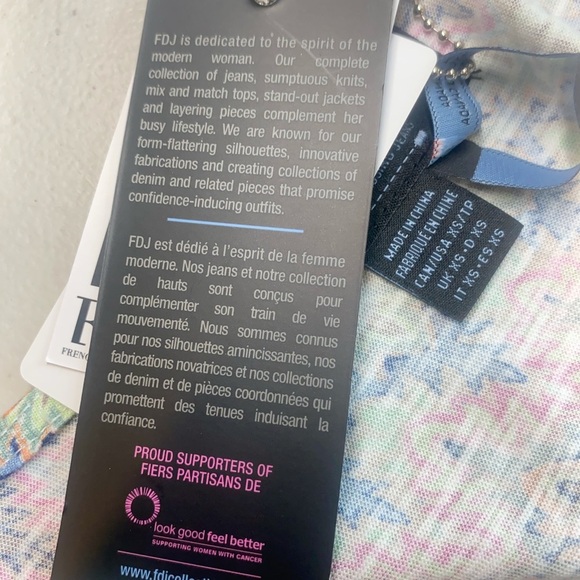 FDJ is dedicated to the spirit of the
modern woman. Our complete
collection of jeans, sumptuous knits,
mix and match tops, stand-out jackets
and layering pieces complement her
busy lifestyle. We are known for our
form-flattering silhouettes, innovative
fabrications and creating collections of
denim and related pieces that promise
confidence-inducing outfits.
FDJ est dédié à l'esprit de la femme
moderne. Nos jeans et notre collection
de hauts sont conçus pour
complémenter son train de vie
mouvementé. Nous sommes connus
pour nos silhouettes amincissantes, nos
fabrications novatrices et nos collections
de denim et de pièces coordonnées qui
promettent des tenues induisant la
confiance.
PROUD SUPPORTERS OF
FIERS PARTISANS DE
look good feel better
SUPPORTING WOMEN WITH CANCER
MADE IN CHINA
FABRIQUE EN CHINE
CAN/USA XS/TP
UK XS - D XS
IT XS - ES XS